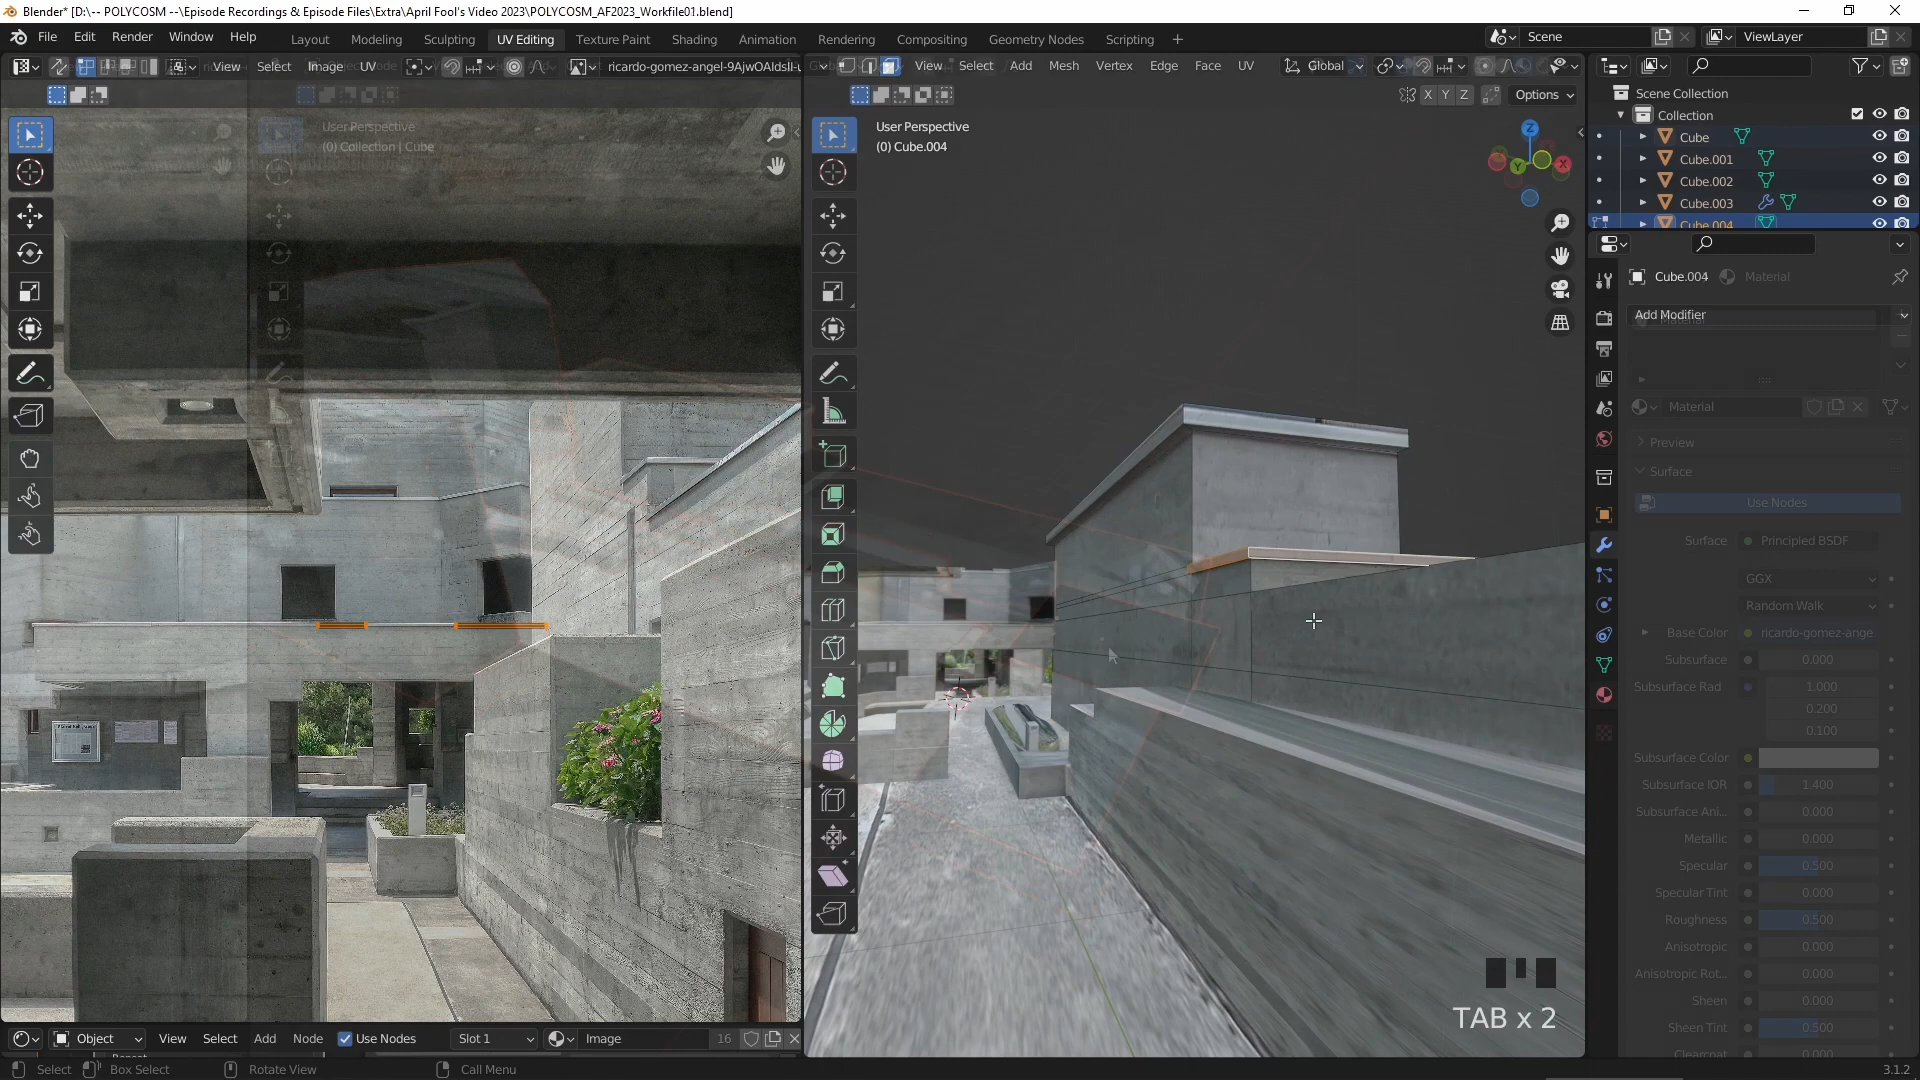 Blender* [D:\-- POLYCOSM --\Episode Recordings & Episode Files\Extra\April Fool's Video 2023\POLYCOSM_AF2023_Workfile01.blend]
File Edit Render Window Help Layout Modeling Sculpting UV Editing Texture Paint Shading Animation Rendering Compositing Geometry Nodes Scripting + Scene ViewLayer
View Select Image UV ricardo-gomez-angel-9AjwOAIdsII-U View Select Add Mesh Vertex Edge Face UV Global
X Y Z Options
Scene Collection
Collection
User Perspective
(0) Collection | Cube
User Perspective
(0) Cube.004
Z
Y
X
Cube
Cube.001
Cube.002
Cube.003
Cube.004
Cube.004 Material
Add Modifier
Material
Preview
Surface
Use Nodes
Surface Principled BSDF
GGX
Random Walk
Base Color ricardo-gomez-ange
Subsurface 0.000
Subsurface Rad 1.000
0.200
0.100
Subsurface Color
Subsurface IOR 1.400
Subsurface Ani... 0.000
Metallic 0.000
Specular 0.500
Specular Tint 0.000
Roughness 0.500
Anisotropic 0.000
Anisotropic Rot... 0.000
Sheen 0.000
Sheen Tint 0.500
Clearcoat 0.000
TAB x 2
Object View Select Add Node Use Nodes Slot 1 Image 16
Select Box Select Rotate View Call Menu 3.1.2